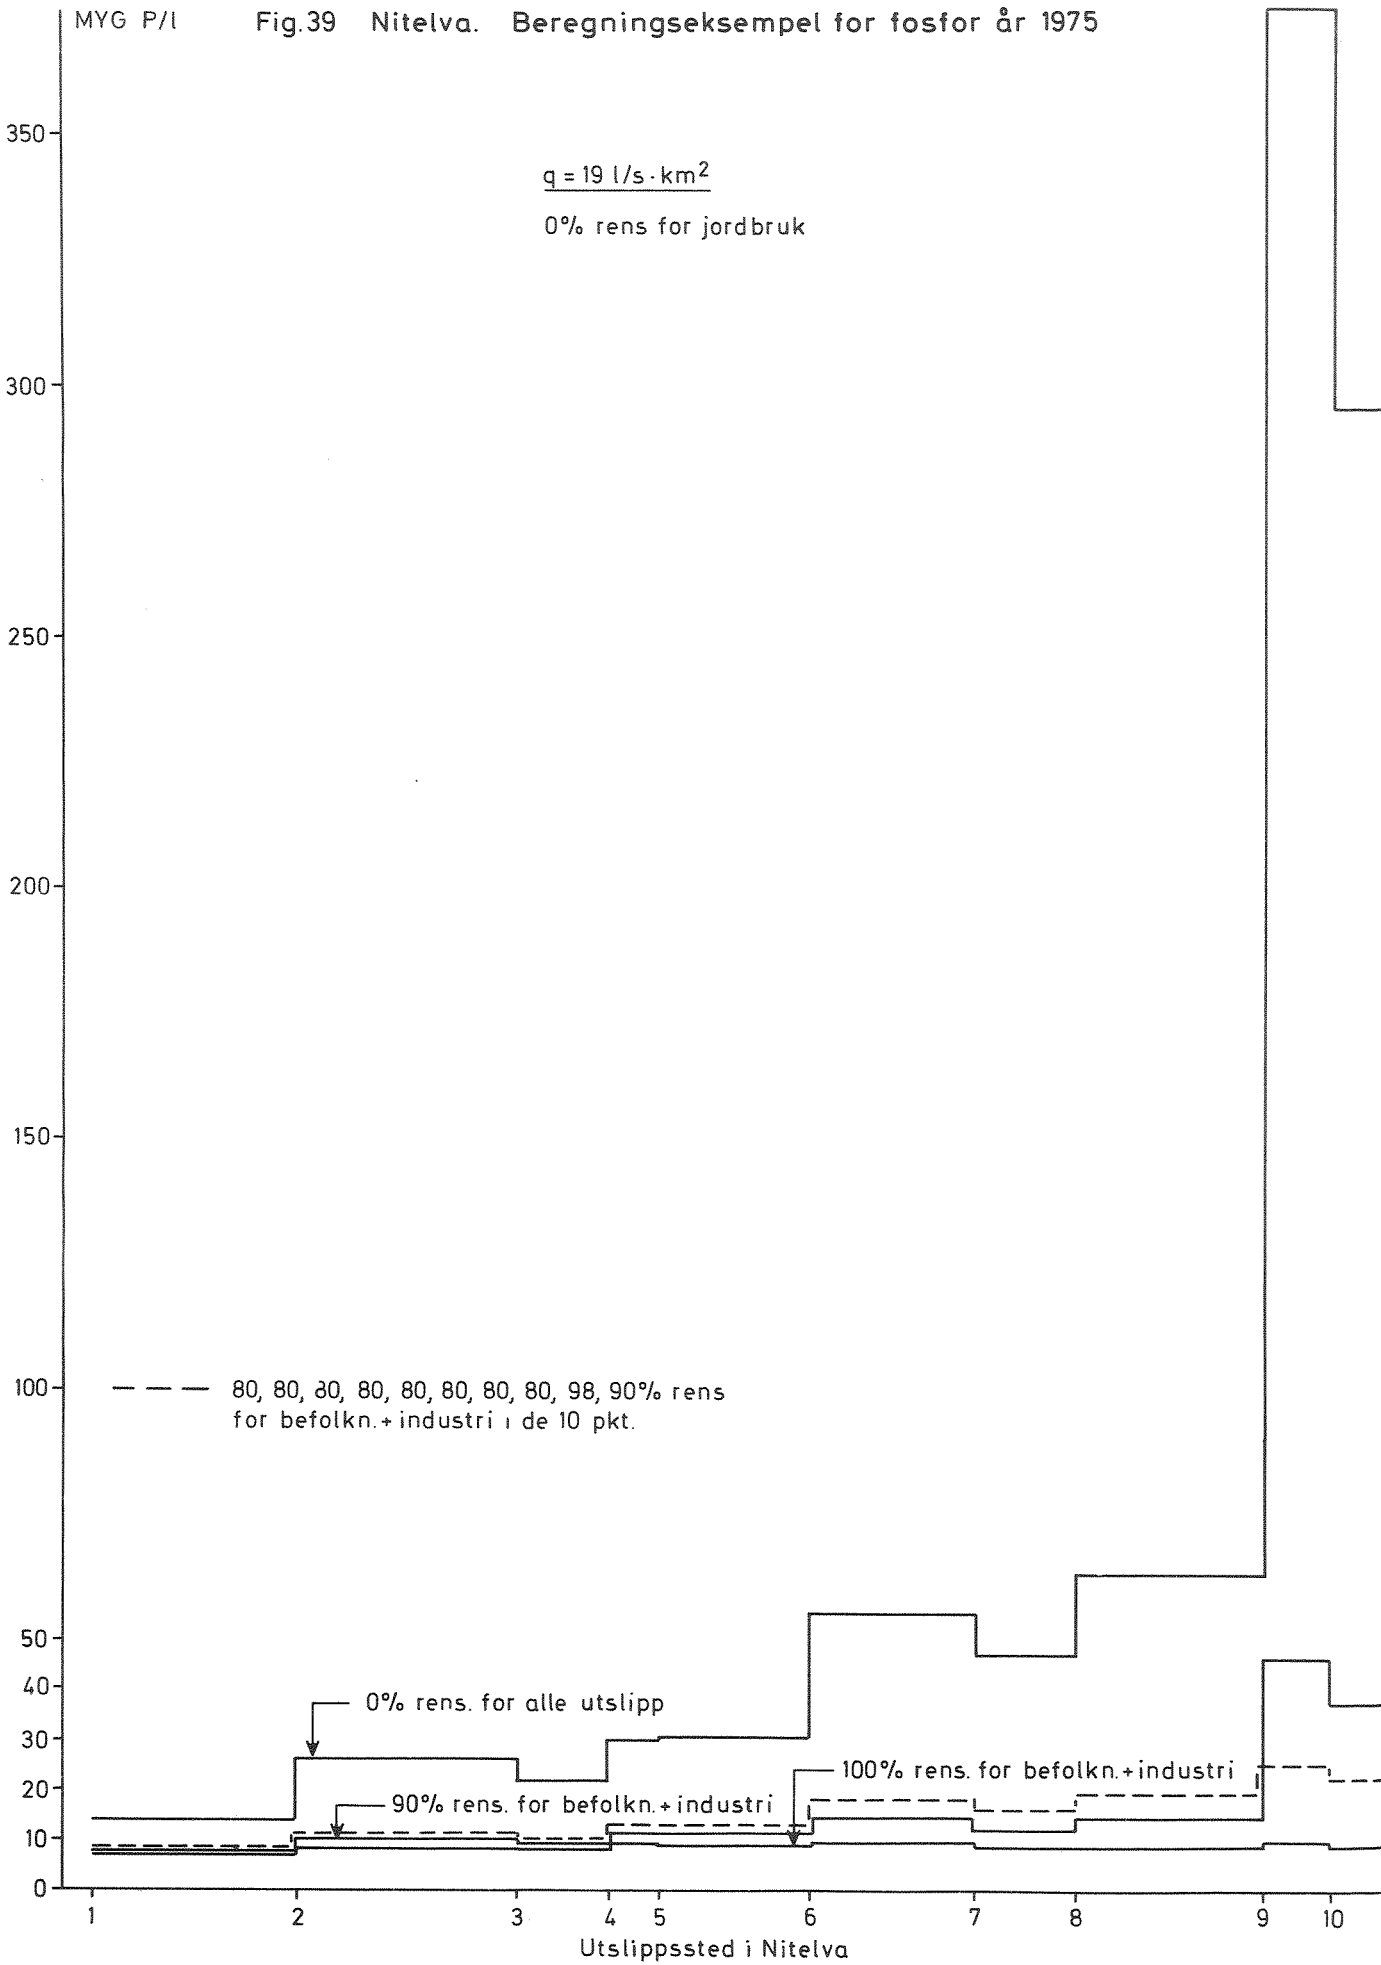 MYG P/l
Fig.39 Nitelva. Beregningseksempel for fosfor år 1975
350
q = 19 l/s·km²
0% rens for jordbruk
300
250
200
150
100
80, 80, 80, 80, 80, 80, 80, 80, 98, 90% rens
for befolkn.+industri i de 10 pkt.
50
40
0% rens. for alle utslipp
30
100% rens. for befolkn.+industri
20
90% rens. for befolkn.+industri
10
0
1 2 3 4 5 6 7 8 9 10
Utslippssted i Nitelva